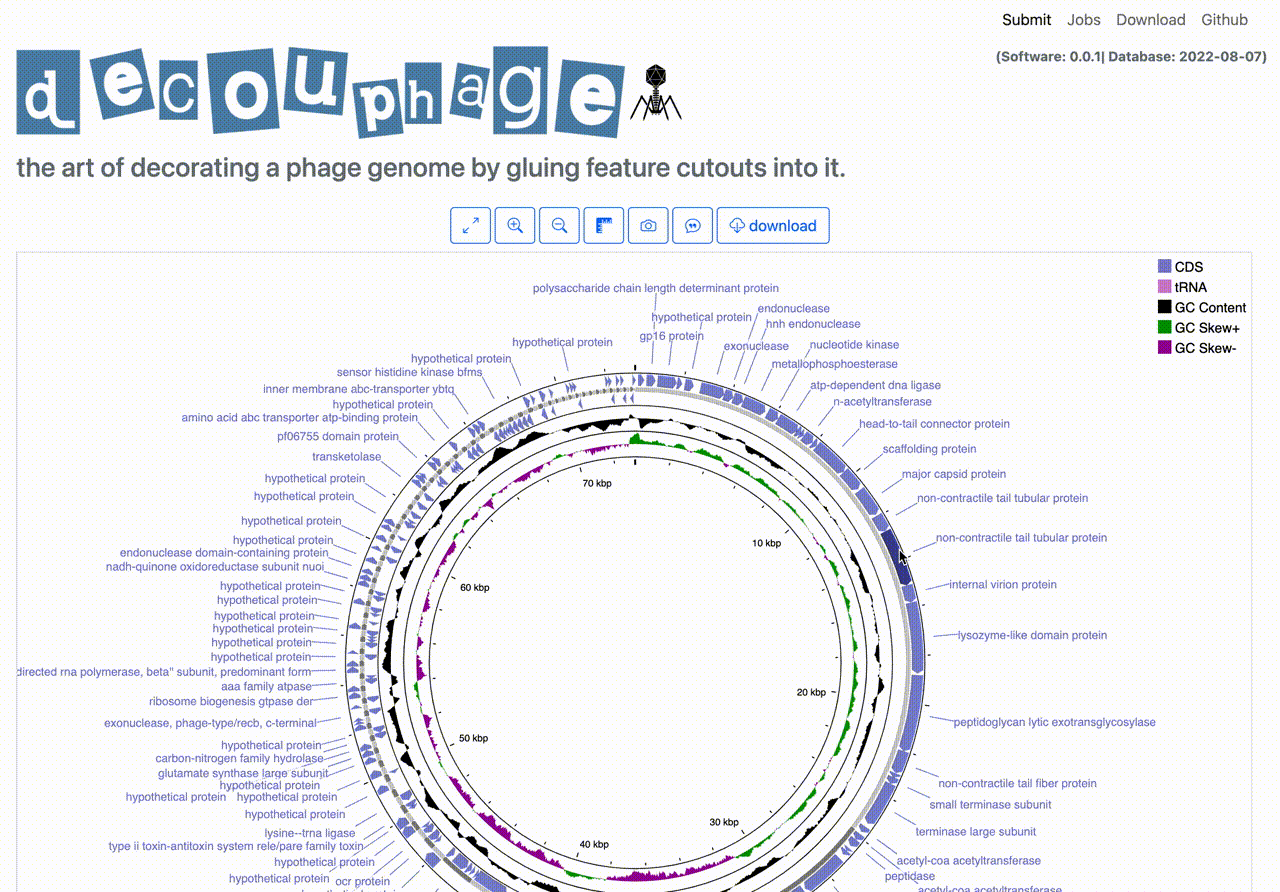 Submit Jobs Download Github
(Software: 0.0.1| Database: 2022-08-07)
decouphage
the art of decorating a phage genome by gluing feature cutouts into it.
download
CDS
tRNA
GC Content
GC Skew+
GC Skew-
polysaccharide chain length determinant protein
hypothetical protein
gp16 protein
endonuclease
hnh endonuclease
exonuclease
nucleotide kinase
metallophosphoesterase
atp-dependent dna ligase
n-acetyltransferase
head-to-tail connector protein
scaffolding protein
major capsid protein
non-contractile tail tubular protein
non-contractile tail tubular protein
internal virion protein
lysozyme-like domain protein
peptidoglycan lytic exotransglycosylase
non-contractile tail fiber protein
small terminase subunit
terminase large subunit
acetyl-coa acetyltransferase
peptidase
hypothetical protein
hypothetical protein
sensor histidine kinase bfms
inner membrane abc-transporter ybtq
hypothetical protein
amino acid abc transporter atp-binding protein
pf06755 domain protein
transketolase
hypothetical protein
hypothetical protein
hypothetical protein
hypothetical protein
endonuclease domain-containing protein
nadh-quinone oxidoreductase subunit nuoi
hypothetical protein
hypothetical protein
hypothetical protein
hypothetical protein
hypothetical protein
hypothetical protein
directed rna polymerase, beta" subunit, predominant form
aaa family atpase
ribosome biogenesis gtpase der
exonuclease, phage-type/recb, c-terminal
hypothetical protein
carbon-nitrogen family hydrolase
glutamate synthase large subunit
hypothetical protein
hypothetical protein hypothetical protein
hypothetical protein
lysine--trna ligase
type ii toxin-antitoxin system rele/pare family toxin
hypothetical protein
hypothetical protein
ocr protein
70 kbp
10 kbp
60 kbp
20 kbp
50 kbp
30 kbp
40 kbp